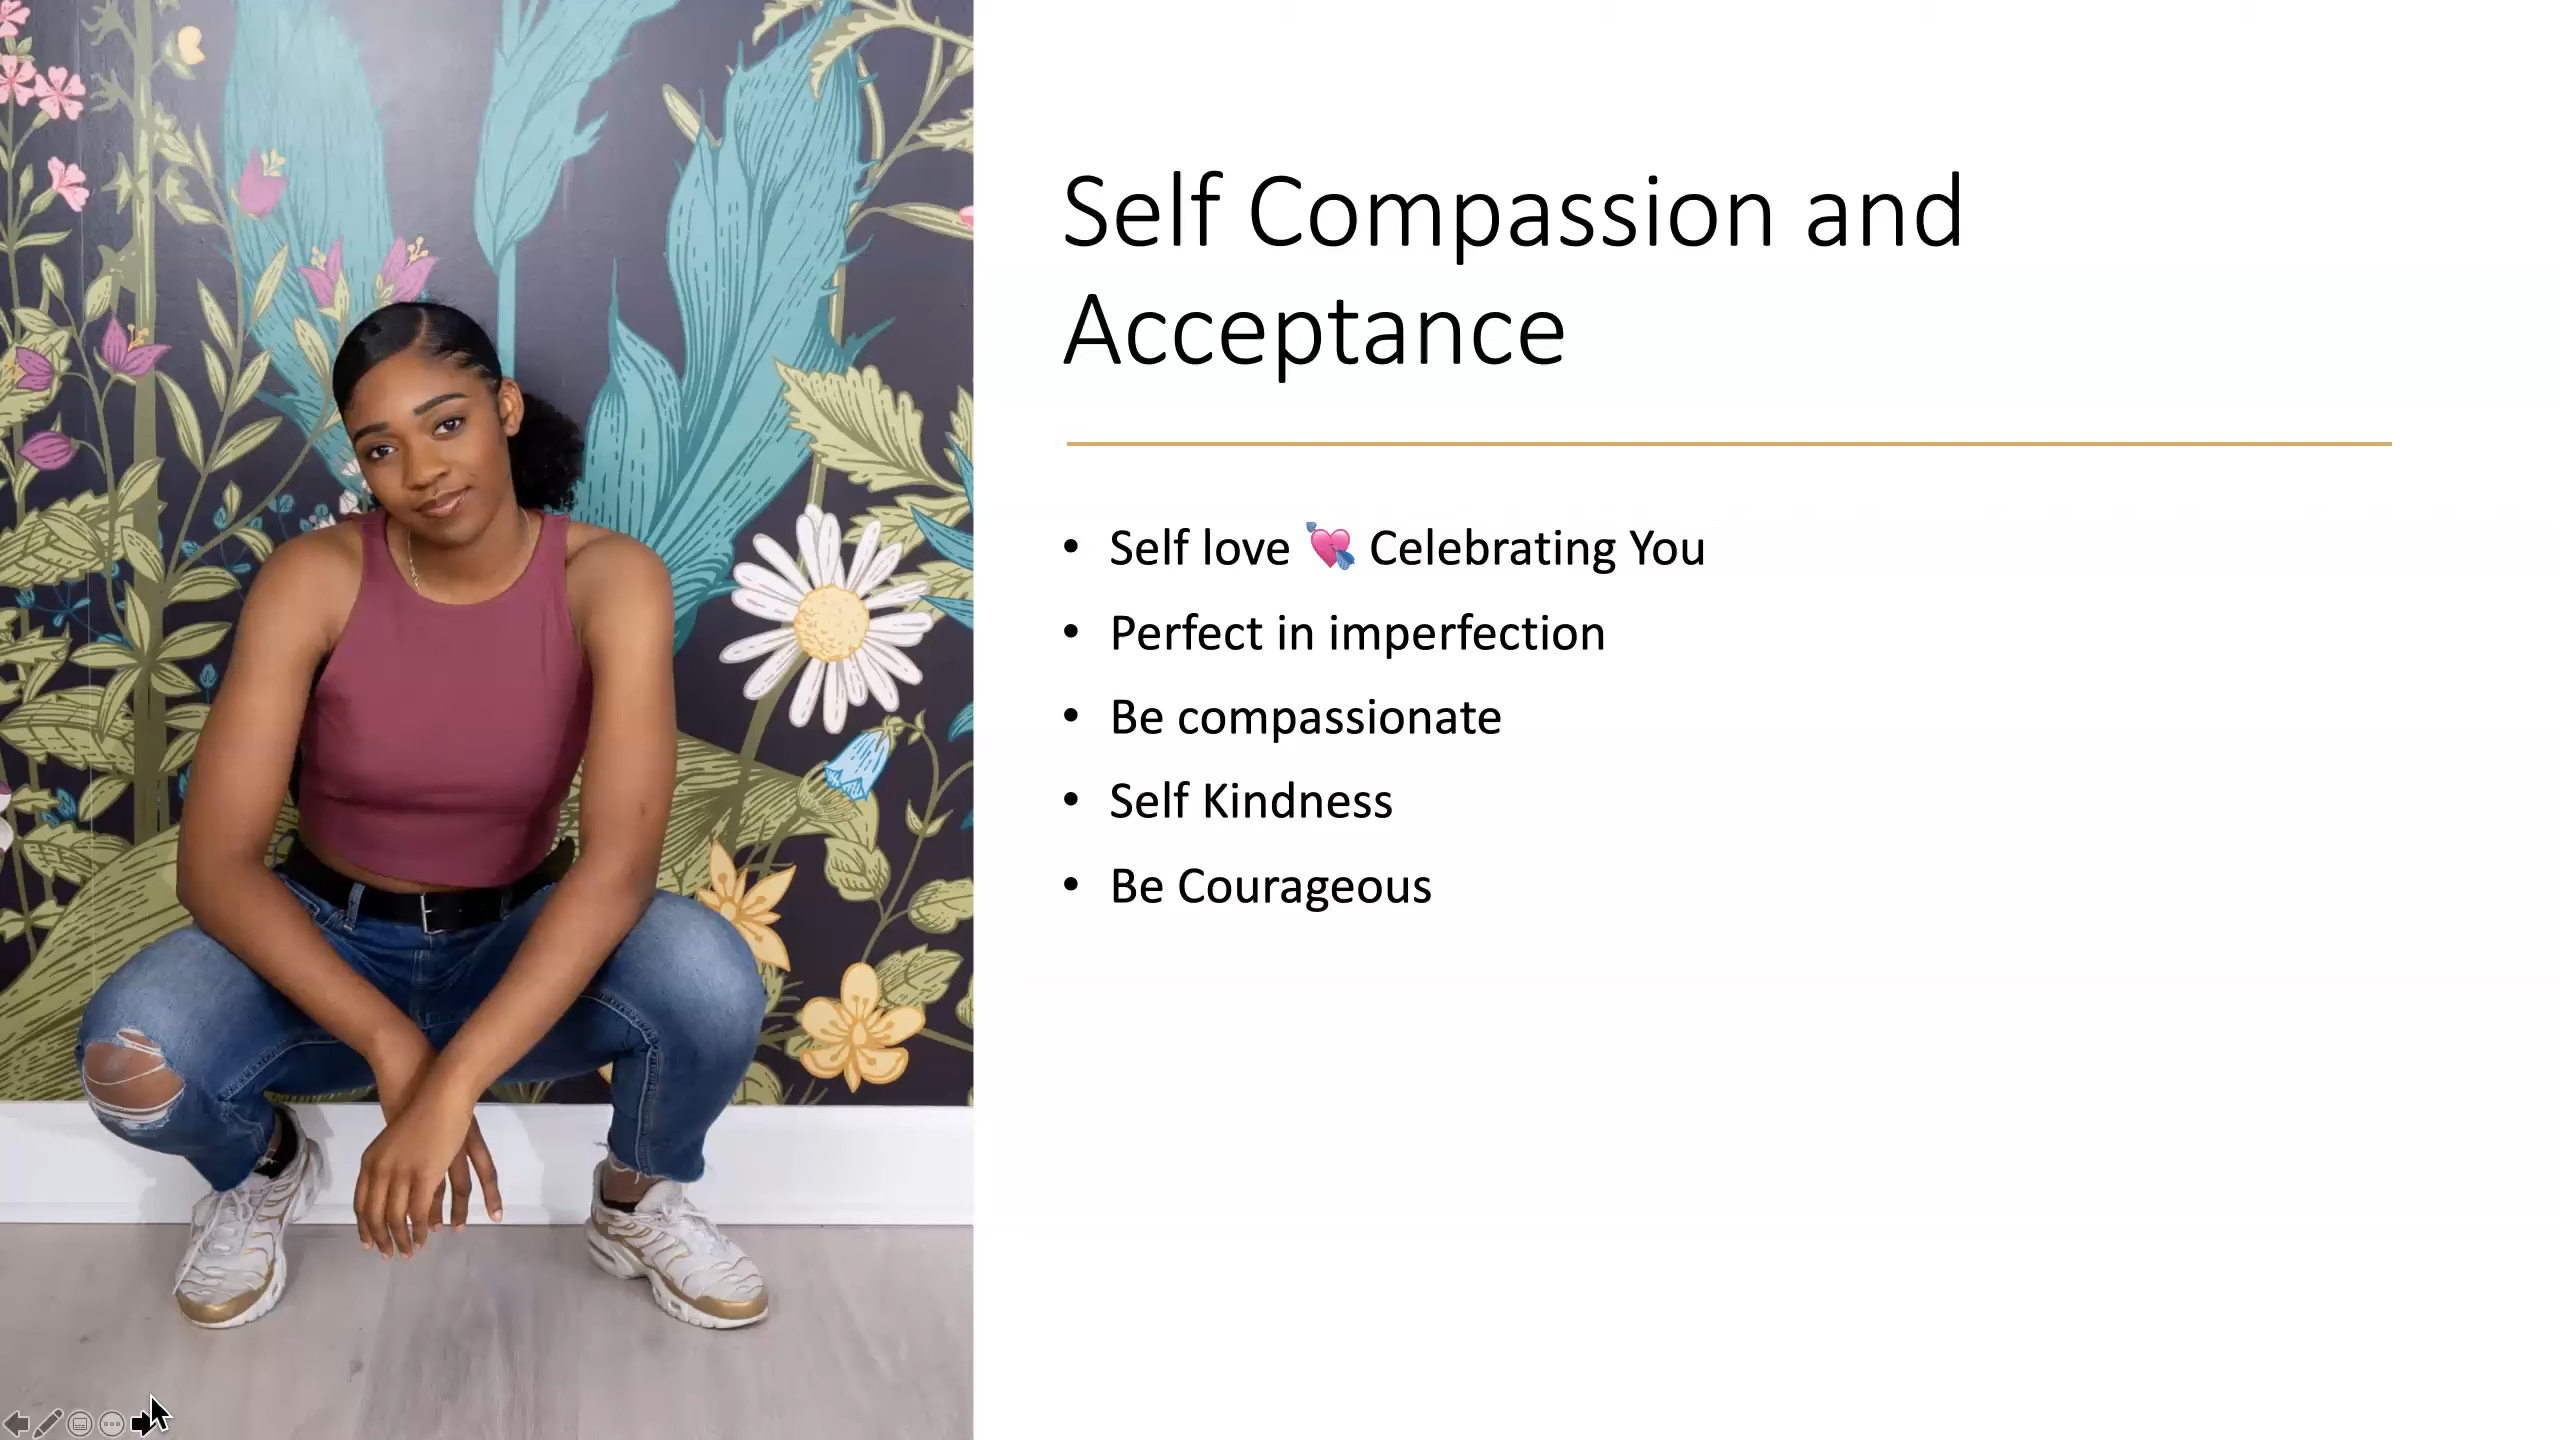 Self Compassion and
Acceptance
• Self love 💘 Celebrating You
• Perfect in imperfection
• Be compassionate
• Self Kindness
• Be Courageous